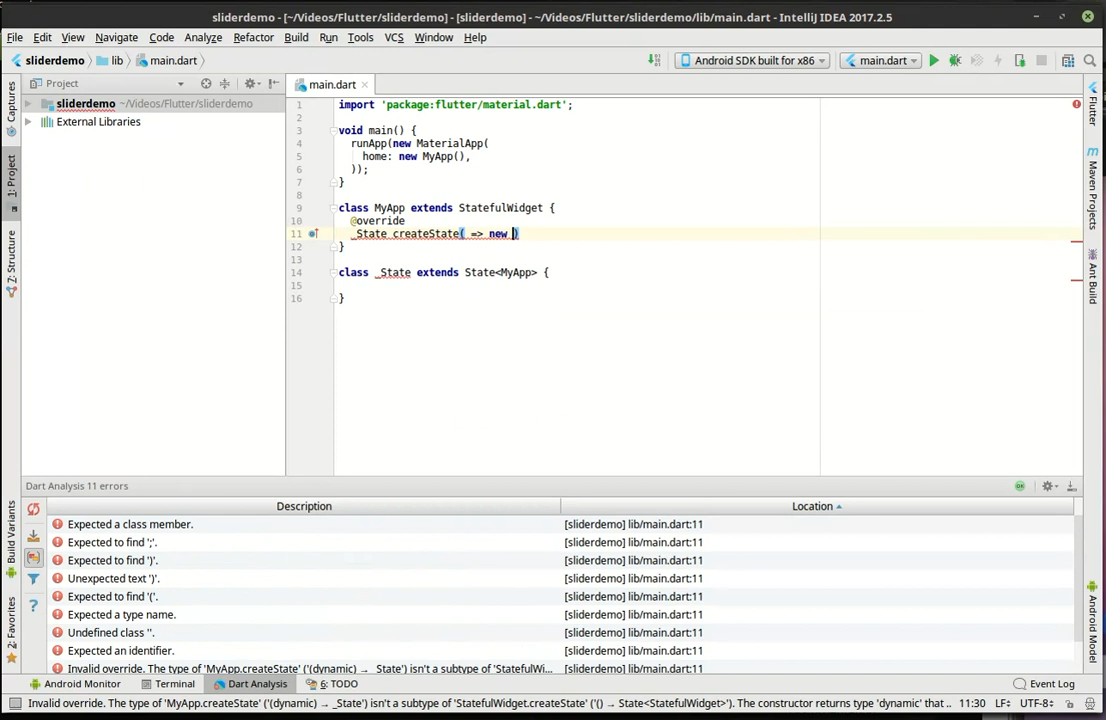 sliderdemo - [~/Videos/Flutter/sliderdemo] - [sliderdemo] - ~/Videos/Flutter/sliderdemo/lib/main.dart - IntelliJ IDEA 2017.2.5
File Edit View Navigate Code Analyze Refactor Build Run Tools VCS Window Help
sliderdemo lib main.dart Android SDK built for x86 main.dart
Project main.dart
sliderdemo ~/Videos/Flutter/sliderdemo
External Libraries
Captures
1: Project
7: Structure
Build Variants
2: Favorites
1 import 'package:flutter/material.dart';
2
3 void main() {
4 runApp(new MaterialApp(
5 home: new MyApp(),
6 ));
7 }
8
9 class MyApp extends StatefulWidget {
10 @override
11 _State createState( => new )
12 }
13
14 class _State extends State<MyApp> {
15
16 }
Flutter
Maven Projects
Ant Build
Android Model
Dart Analysis 11 errors
Description Location
Expected a class member. [sliderdemo] lib/main.dart:11
Expected to find ';'. [sliderdemo] lib/main.dart:11
Expected to find ')'. [sliderdemo] lib/main.dart:11
Unexpected text ')'. [sliderdemo] lib/main.dart:11
Expected to find '('. [sliderdemo] lib/main.dart:11
Expected a type name. [sliderdemo] lib/main.dart:11
Undefined class ''. [sliderdemo] lib/main.dart:11
Expected an identifier. [sliderdemo] lib/main.dart:11
Invalid override. The type of 'MyApp.createState' ('(dynamic) → _State') isn't a subtype of 'StatefulWi... [sliderdemo] lib/main.dart:11
Android Monitor Terminal Dart Analysis 6: TODO Event Log
Invalid override. The type of 'MyApp.createState' ('(dynamic) → _State') isn't a subtype of 'StatefulWidget.createState' ('() → State<StatefulWidget>'). The constructor returns type 'dynamic' that .. 11:30 LF÷ UTF-8÷